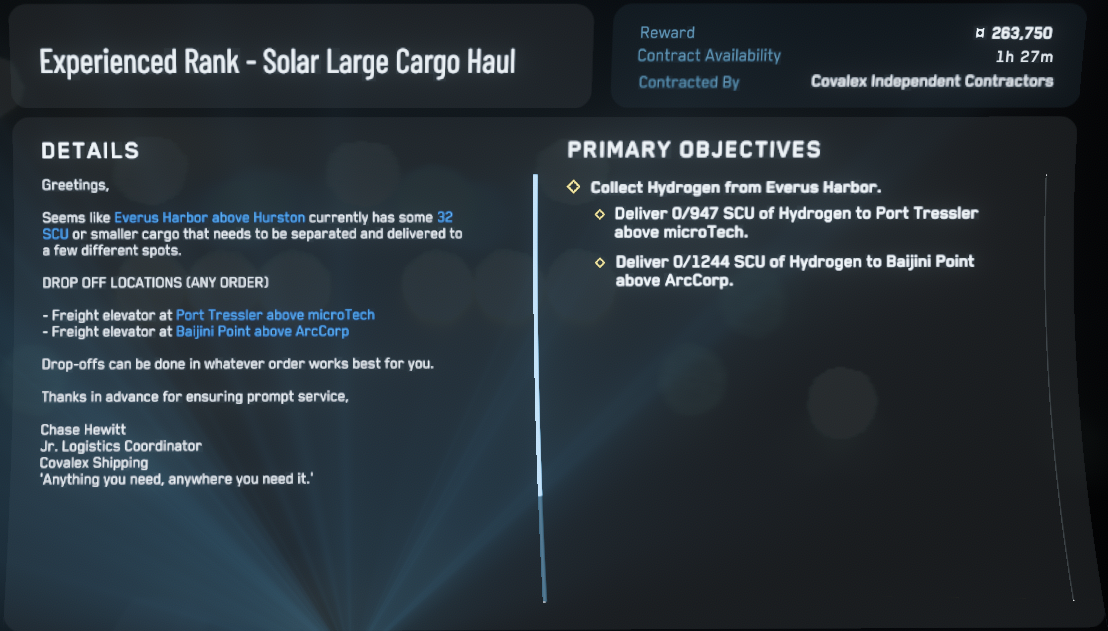 Experienced Rank - Solar Large Cargo Haul
Reward ¤ 263,750
Contract Availability 1h 27m
Contracted By Covalex Independent Contractors
DETAILS
Greetings,
Seems like Everus Harbor above Hurston currently has some 32
SCU or smaller cargo that needs to be separated and delivered to
a few different spots.
DROP OFF LOCATIONS (ANY ORDER)
- Freight elevator at Port Tressler above microTech
- Freight elevator at Baijini Point above ArcCorp
Drop-offs can be done in whatever order works best for you.
Thanks in advance for ensuring prompt service,
Chase Hewitt
Jr. Logistics Coordinator
Covalex Shipping
'Anything you need, anywhere you need it.'
PRIMARY OBJECTIVES
Collect Hydrogen from Everus Harbor.
Deliver 0/947 SCU of Hydrogen to Port Tressler
above microTech.
Deliver 0/1244 SCU of Hydrogen to Baijini Point
above ArcCorp.